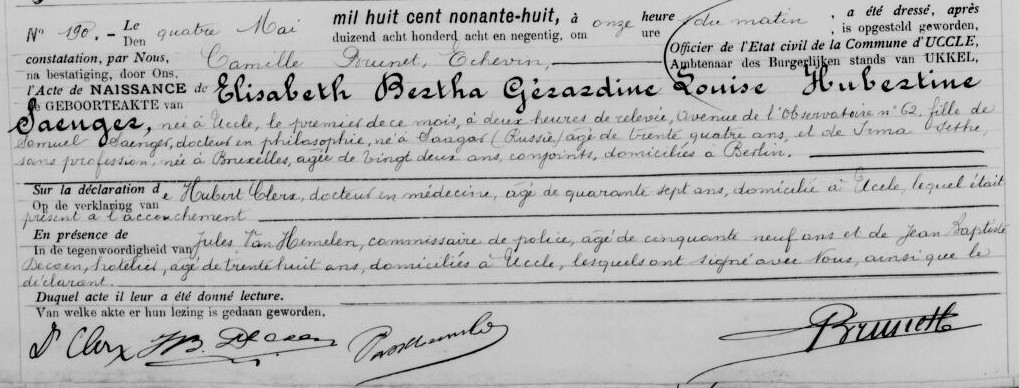 N° 190. - Le quatre Mai mil huit cent nonante-huit, à onze heure du matin, a été dressé, après
Den duizend acht honderd acht en negentig, om ure , is opgesteld geworden,
constatation, par Nous, Camille Brunet, Echevin, Officier de l'Etat civil de la Commune d'UCCLE,
na bestatiging, door Ons, Ambtenaar des Burgerlijken stands van UKKEL,
l'Acte de NAISSANCE de Elisabeth Bertha Gérardine Louise Hubertine
de GEBOORTEAKTE van
Saenger, née à Uccle, le premier de ce mois, à deux heures de relevée, Avenue de l'Observatoire n° 62, fille de
Samuel Saenger, docteur en philosophie, né à Saagar (Russie) âgé de trente quatre ans, et de Irma Sethe,
sans profession, née à Bruxelles, âgée de vingt deux ans, conjoints, domiciliés à Berlin.
Sur la déclaration de Hubert Clerx, docteur en médecine, âgé de quarante sept ans, domicilié à Uccle, lequel était
Op de verklaring van
présent à l'accouchement
En présence de Jules Van Hemelen, commissaire de police, âgé de cinquante neuf ans et de Jean Baptiste
In de tegenwoordigheid van
Decoen, hôtelier, âgé de trente huit ans, domiciliés à Uccle, lesquels ont signé avec Nous, ainsi que le
déclarant.
Duquel acte il leur a été donné lecture.
Van welke akte er hun lezing is gedaan geworden.
Dr Clerx JB. Decoen